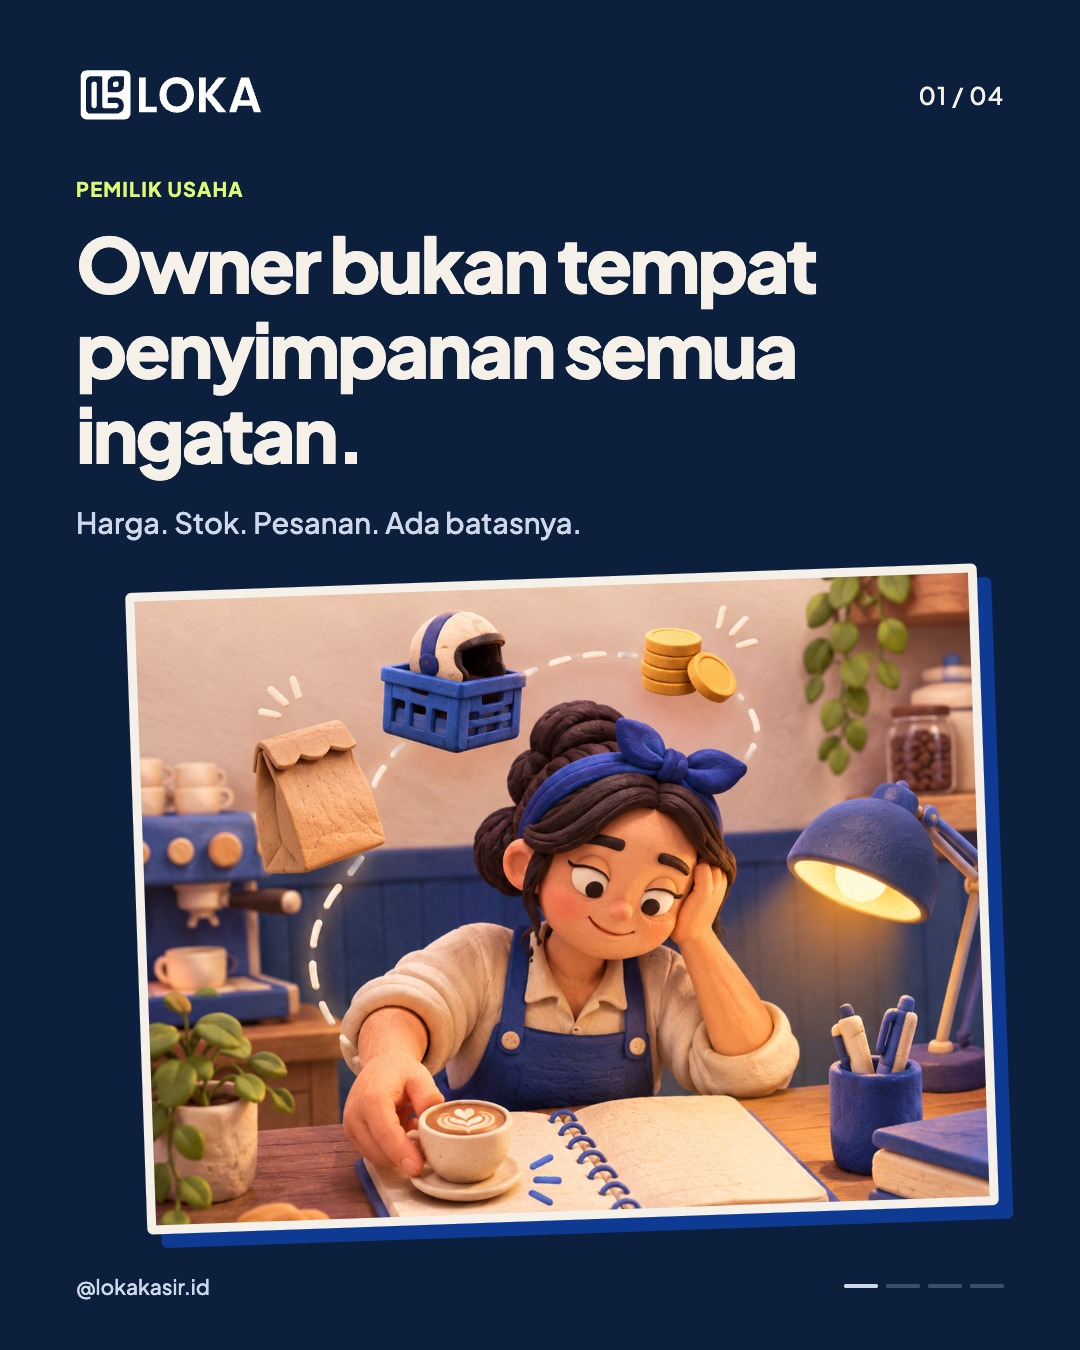 LOKA
01 / 04
PEMILIK USAHA
Owner bukan tempat
penyimpanan semua
ingatan.
Harga. Stok. Pesanan. Ada batasnya.
@lokakasir.id